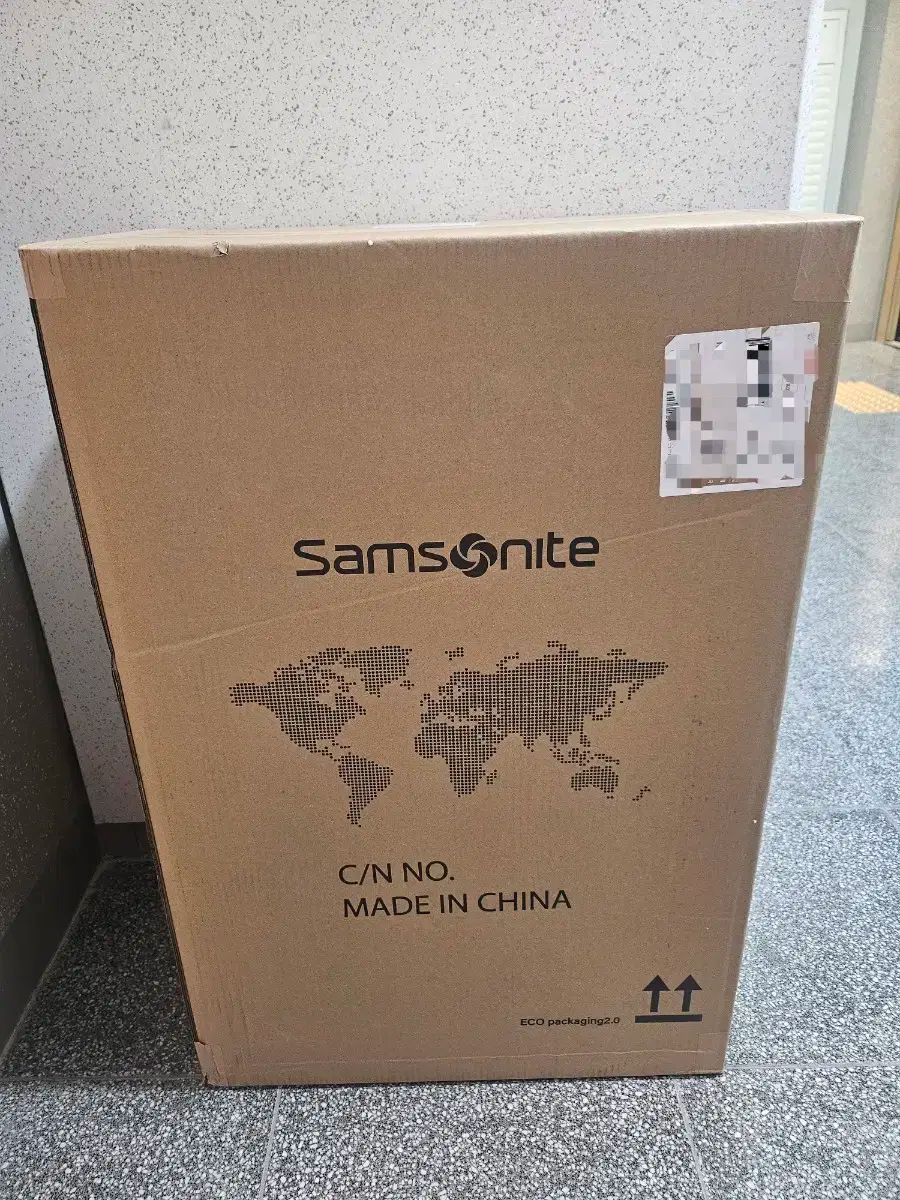 Samsonite
C/N NO.
MADE IN CHINA
ECO packaging2.0